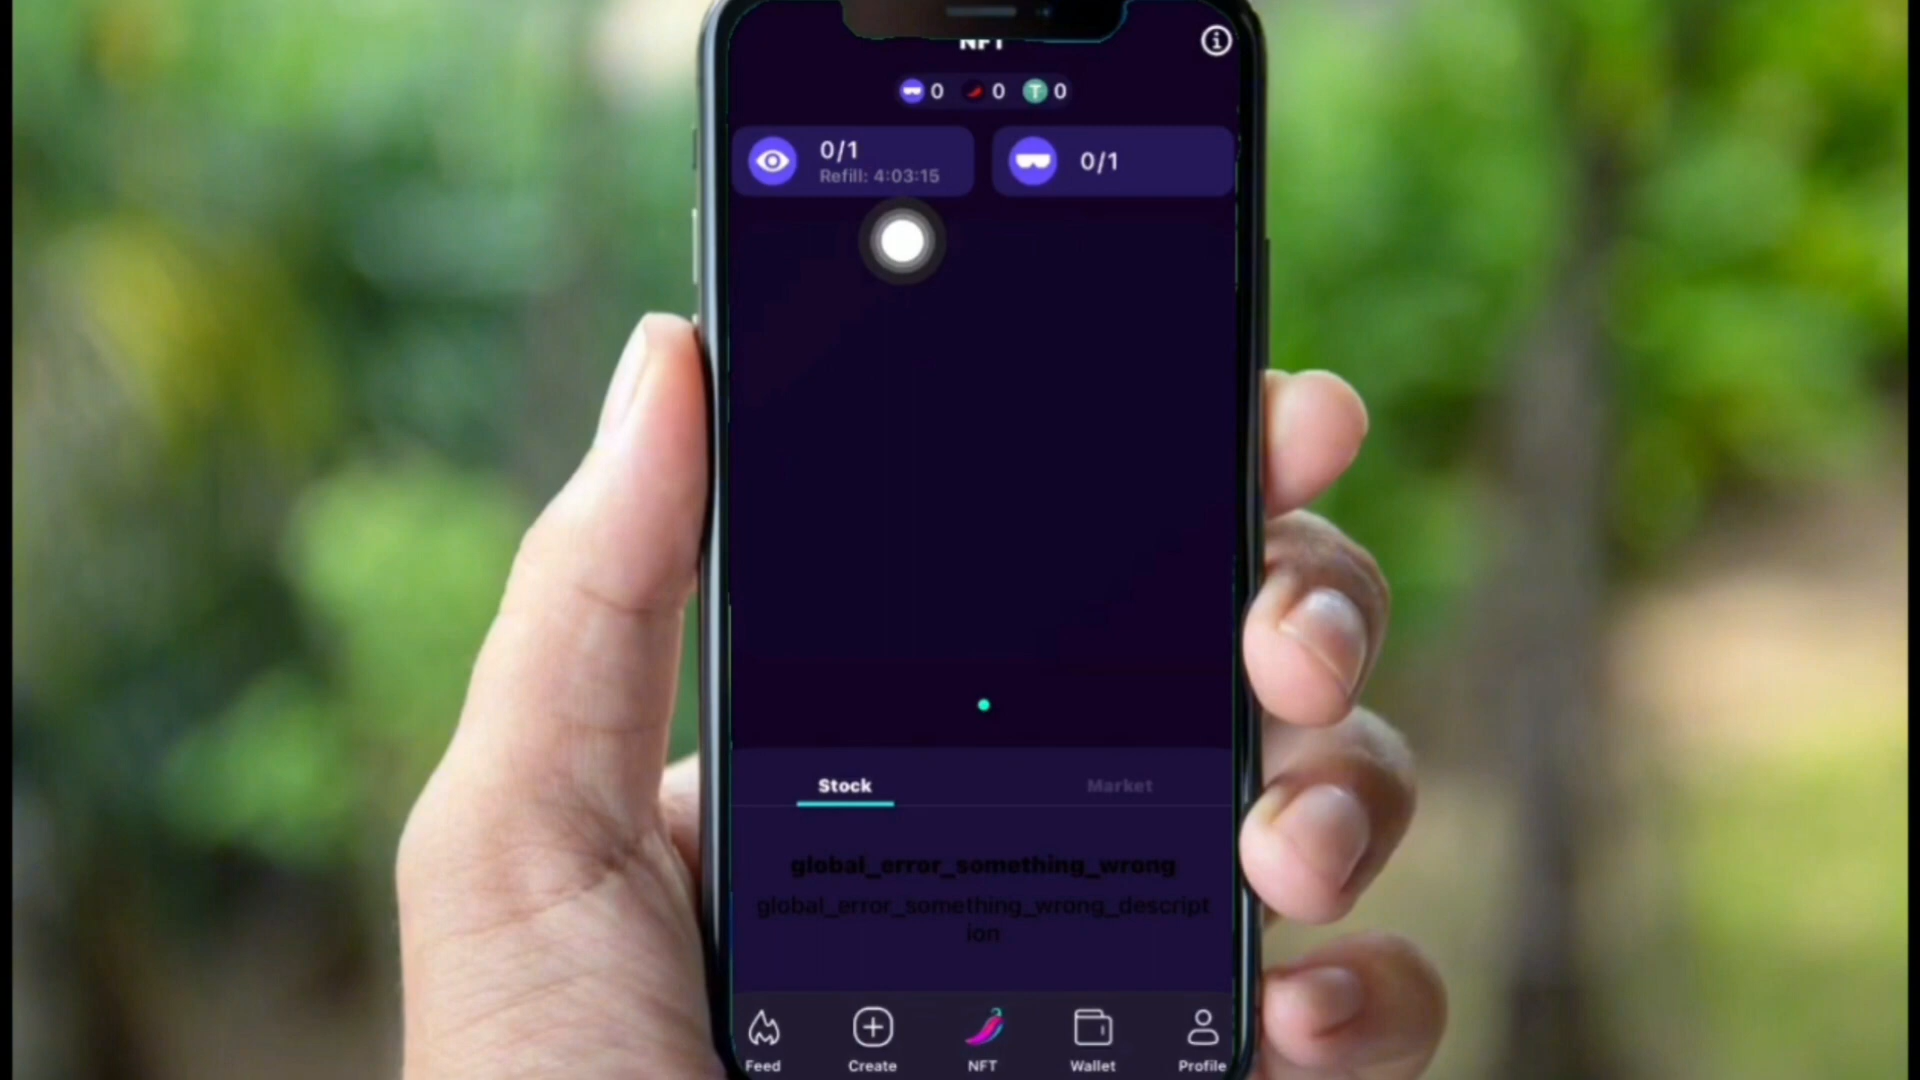 NFT
0 0 0
0/1
Refill: 4:03:15
0/1
Stock Market
global_error_something_wrong
global_error_something_wrong_descript
ion
Feed Create NFT Wallet Profile